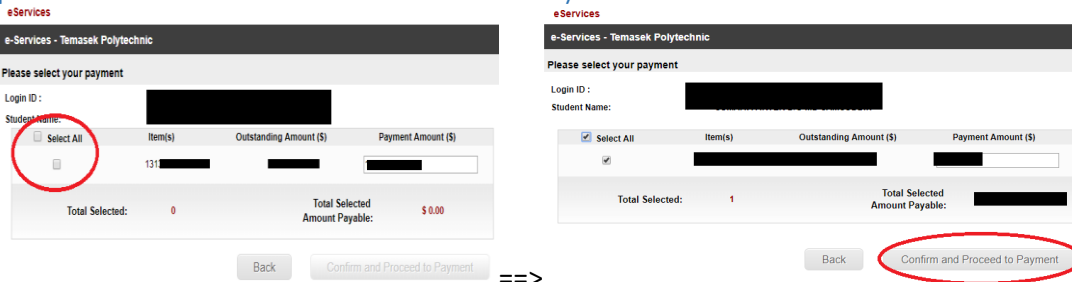 eServices
e-Services - Temasek Polytechnic
Please select your payment
Login ID :
Student Name:
Select All Item(s) Outstanding Amount ($) Payment Amount ($)
131
Total Selected: 0 Total Selected Amount Payable: $ 0.00
Back Confirm and Proceed to Payment
==>
eServices
e-Services - Temasek Polytechnic
Please select your payment
Login ID :
Student Name:
Select All Item(s) Outstanding Amount ($) Payment Amount ($)
Total Selected: 1 Total Selected Amount Payable:
Back Confirm and Proceed to Payment